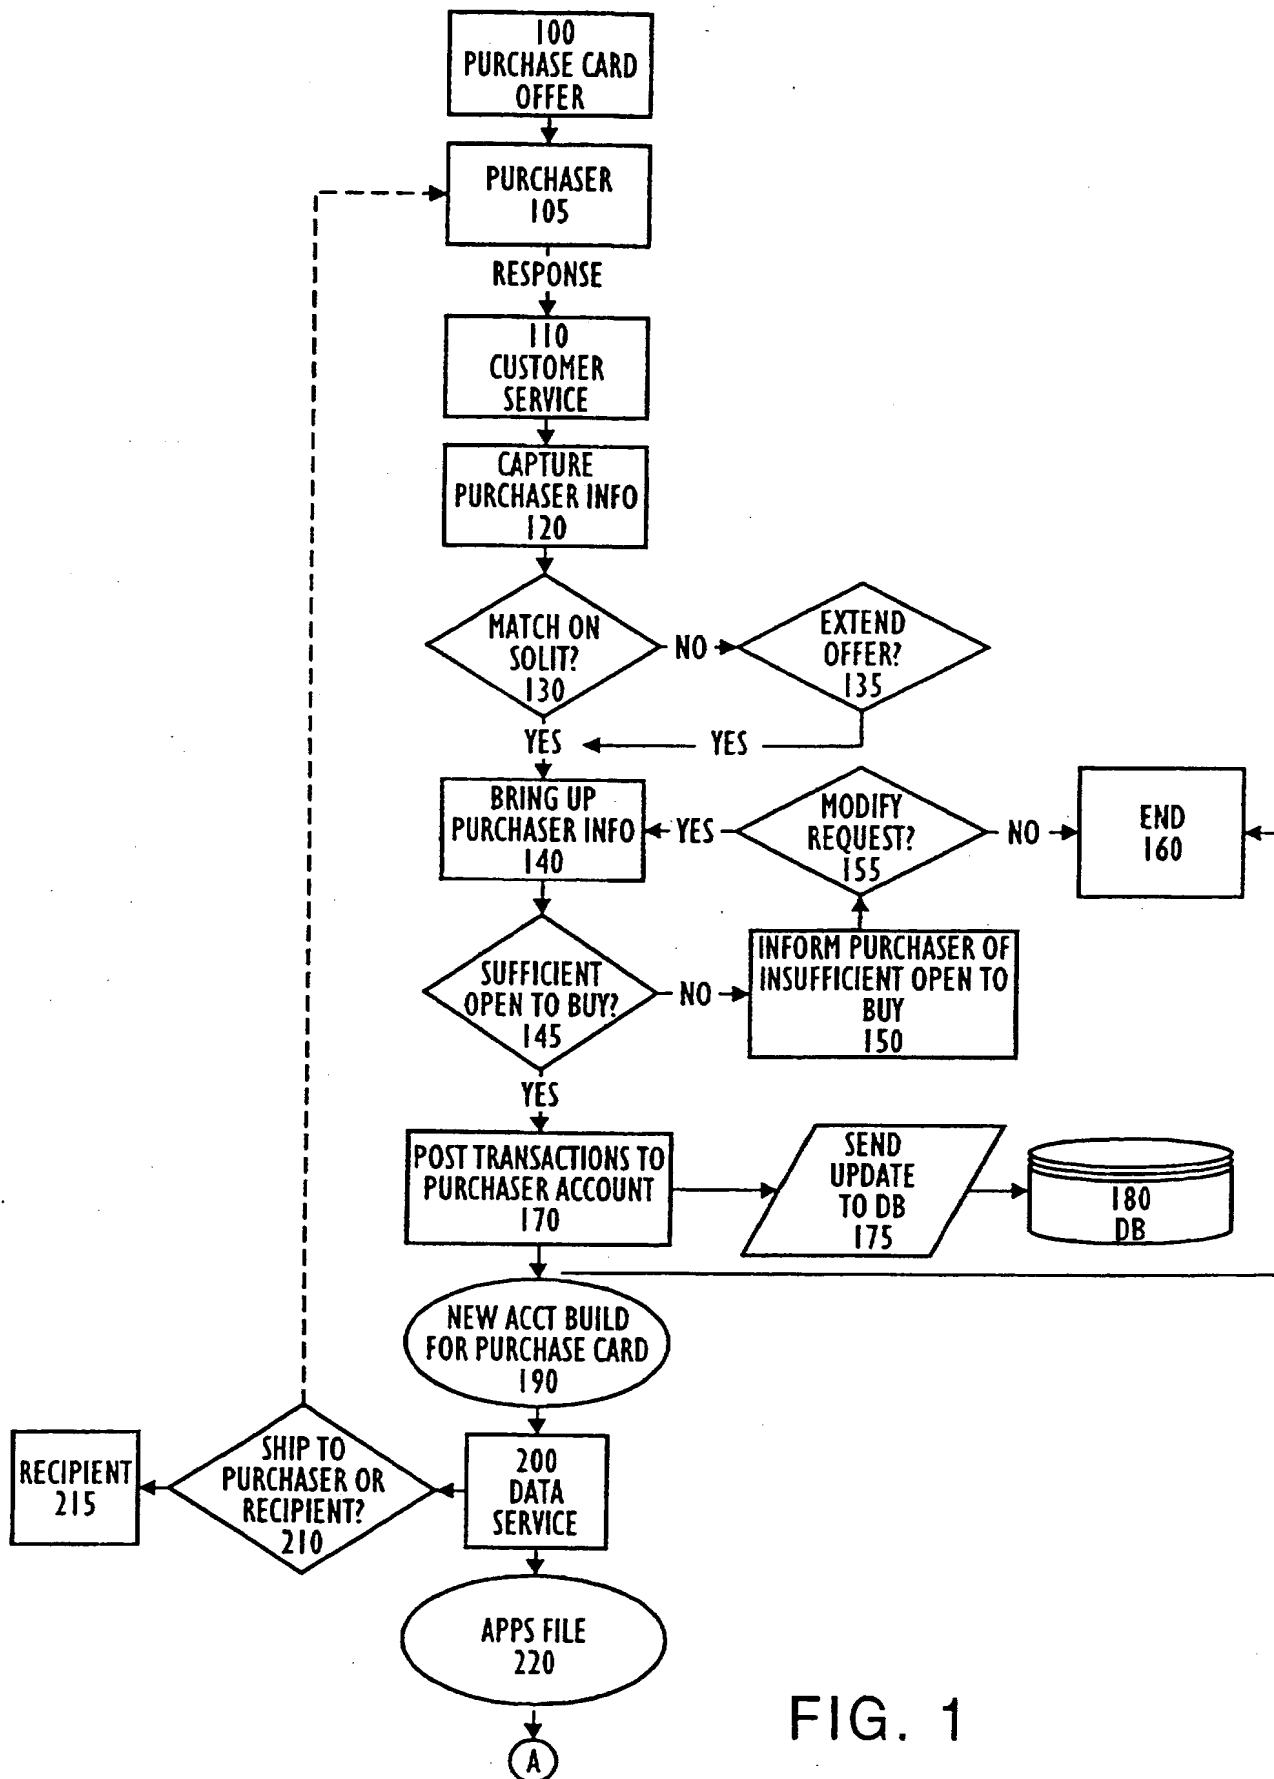 100
PURCHASE CARD
OFFER
PURCHASER
105
RESPONSE
110
CUSTOMER
SERVICE
CAPTURE
PURCHASER INFO
120
MATCH ON
SOLIT?
130
NO
EXTEND
OFFER?
135
YES
YES
BRING UP
PURCHASER INFO
140
YES
MODIFY
REQUEST?
155
NO
END
160
SUFFICIENT
OPEN TO BUY?
145
NO
INFORM PURCHASER OF
INSUFFICIENT OPEN TO
BUY
150
YES
POST TRANSACTIONS TO
PURCHASER ACCOUNT
170
SEND
UPDATE
TO DB
175
180
DB
NEW ACCT BUILD
FOR PURCHASE CARD
190
RECIPIENT
215
SHIP TO
PURCHASER OR
RECIPIENT?
210
200
DATA
SERVICE
APPS FILE
220
A
FIG. 1